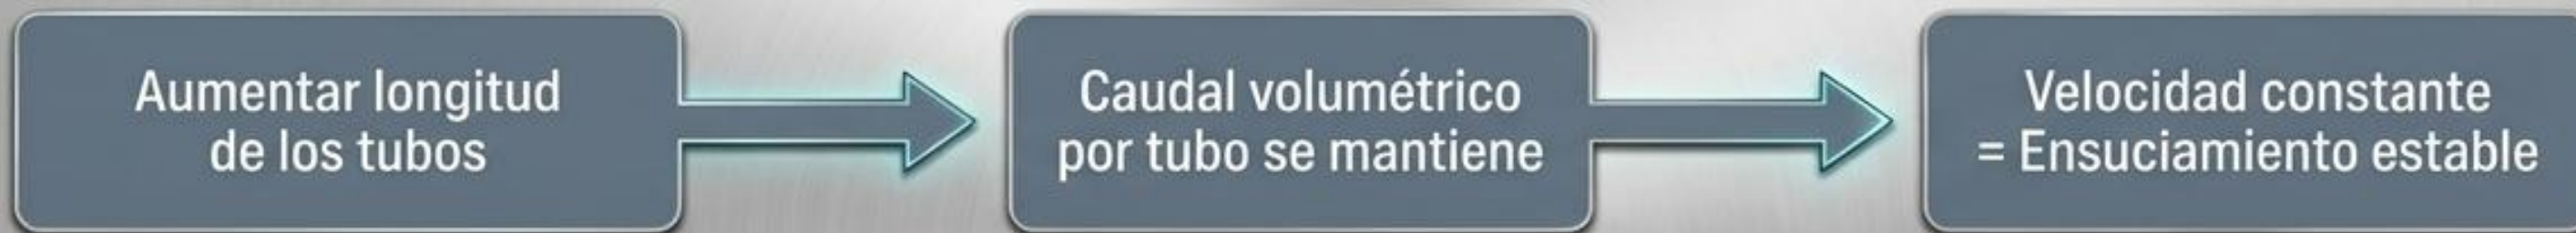 Aumentar longitud
de los tubos
Caudal volumétrico
por tubo se mantiene
Velocidad constante
= Ensuciamiento estable